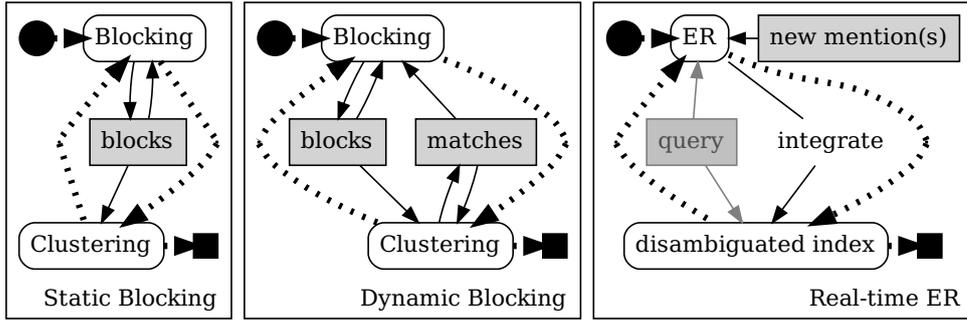 Blocking
blocks
Clustering
Static Blocking
Blocking
blocks
matches
Clustering
Dynamic Blocking
ER
new mention(s)
query
integrate
disambiguated index
Real-time ER